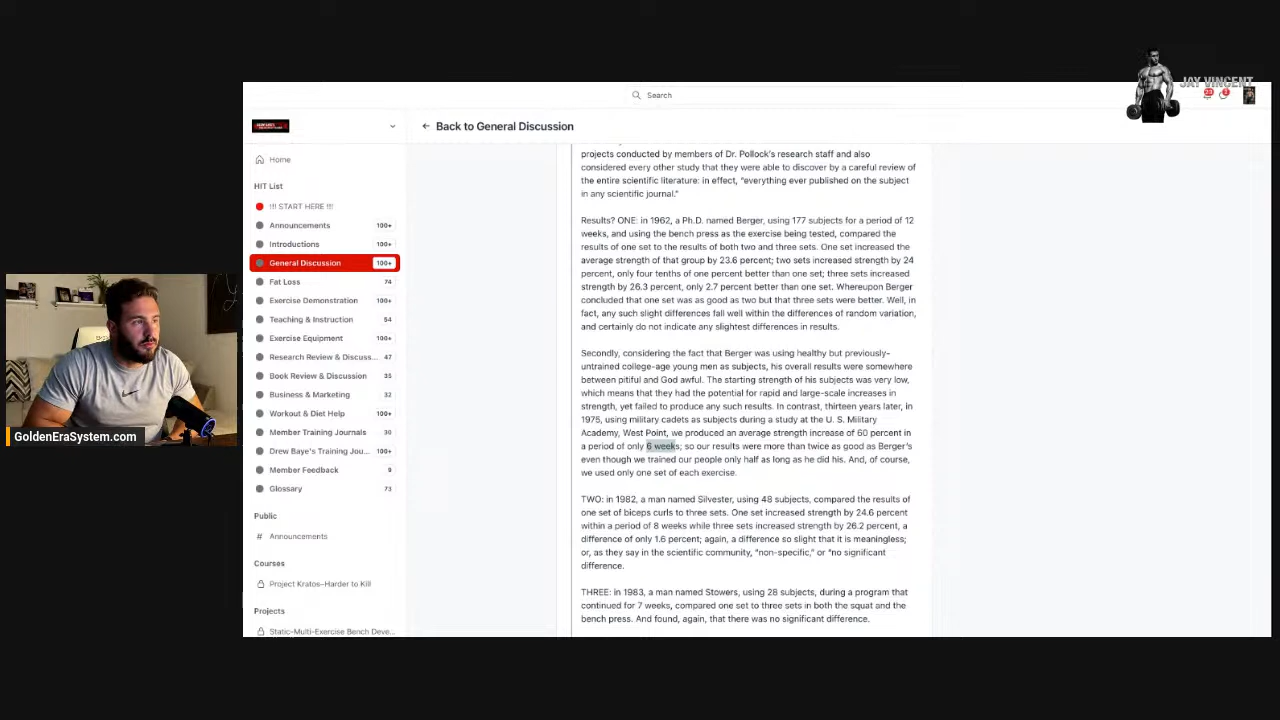 JAY VINCENT
Search
Back to General Discussion
Home
HIT List
!!! START HERE !!!
Announcements 100+
Introductions 100+
General Discussion 100+
Fat Loss 74
Exercise Demonstration 100+
Teaching & Instruction 54
Exercise Equipment 100+
Research Review & Discuss... 47
Book Review & Discussion 35
Business & Marketing 32
Workout & Diet Help 100+
Member Training Journals 30
Drew Baye's Training Jou... 100+
Member Feedback 9
Glossary 73
Public
# Announcements
Courses
Project Kratos–Harder to Kill
Projects
Static-Multi-Exercise Bench Deve...
GoldenEraSystem.com
projects conducted by members of Dr. Pollock's research staff and also
considered every other study that they were able to discover by a careful review of
the entire scientific literature: in effect, "everything ever published on the subject
in any scientific journal."
Results? ONE: in 1962, a Ph.D. named Berger, using 177 subjects for a period of 12
weeks, and using the bench press as the exercise being tested, compared the
results of one set to the results of both two and three sets. One set increased the
average strength of that group by 23.6 percent; two sets increased strength by 24
percent, only four tenths of one percent better than one set; three sets increased
strength by 26.3 percent, only 2.7 percent better than one set. Whereupon Berger
concluded that one set was as good as two but that three sets were better. Well, in
fact, any such slight differences fall well within the differences of random variation,
and certainly do not indicate any slightest differences in results.
Secondly, considering the fact that Berger was using healthy but previously-
untrained college-age young men as subjects, his overall results were somewhere
between pitiful and God awful. The starting strength of his subjects was very low,
which means that they had the potential for rapid and large-scale increases in
strength, yet failed to produce any such results. In contrast, thirteen years later, in
1975, using military cadets as subjects during a study at the U. S. Military
Academy, West Point, we produced an average strength increase of 60 percent in
a period of only 6 weeks; so our results were more than twice as good as Berger's
even though we trained our people only half as long as he did his. And, of course,
we used only one set of each exercise.
TWO: in 1982, a man named Silvester, using 48 subjects, compared the results of
one set of biceps curls to three sets. One set increased strength by 24.6 percent
within a period of 8 weeks while three sets increased strength by 26.2 percent, a
difference of only 1.6 percent; again, a difference so slight that it is meaningless;
or, as they say in the scientific community, "non-specific," or "no significant
difference.
THREE: in 1983, a man named Stowers, using 28 subjects, during a program that
continued for 7 weeks, compared one set to three sets in both the squat and the
bench press. And found, again, that there was no significant difference.